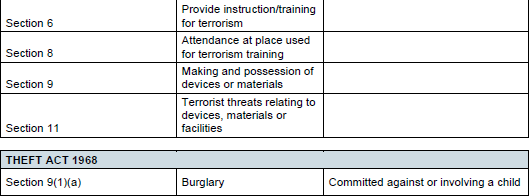 Section 6
Provide instruction/training
for terrorism
Section 8
Attendance at place used
for terrorism training
Section 9
Making and possession of
devices or materials
Section 11
Terrorist threats relating to
devices, materials or
facilities
THEFT ACT 1968
Section 9(1)(a)
Burglary
Committed against or involving a child